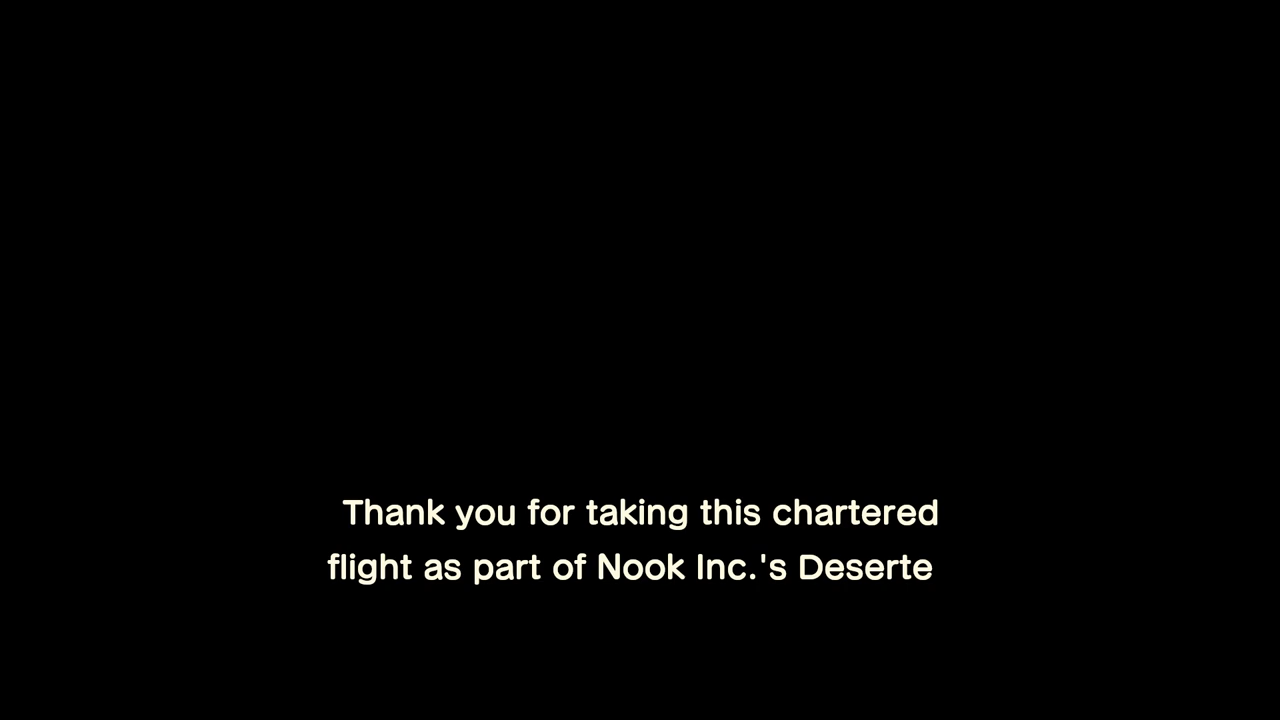 Thank you for taking this chartered
flight as part of Nook Inc.'s Deserte